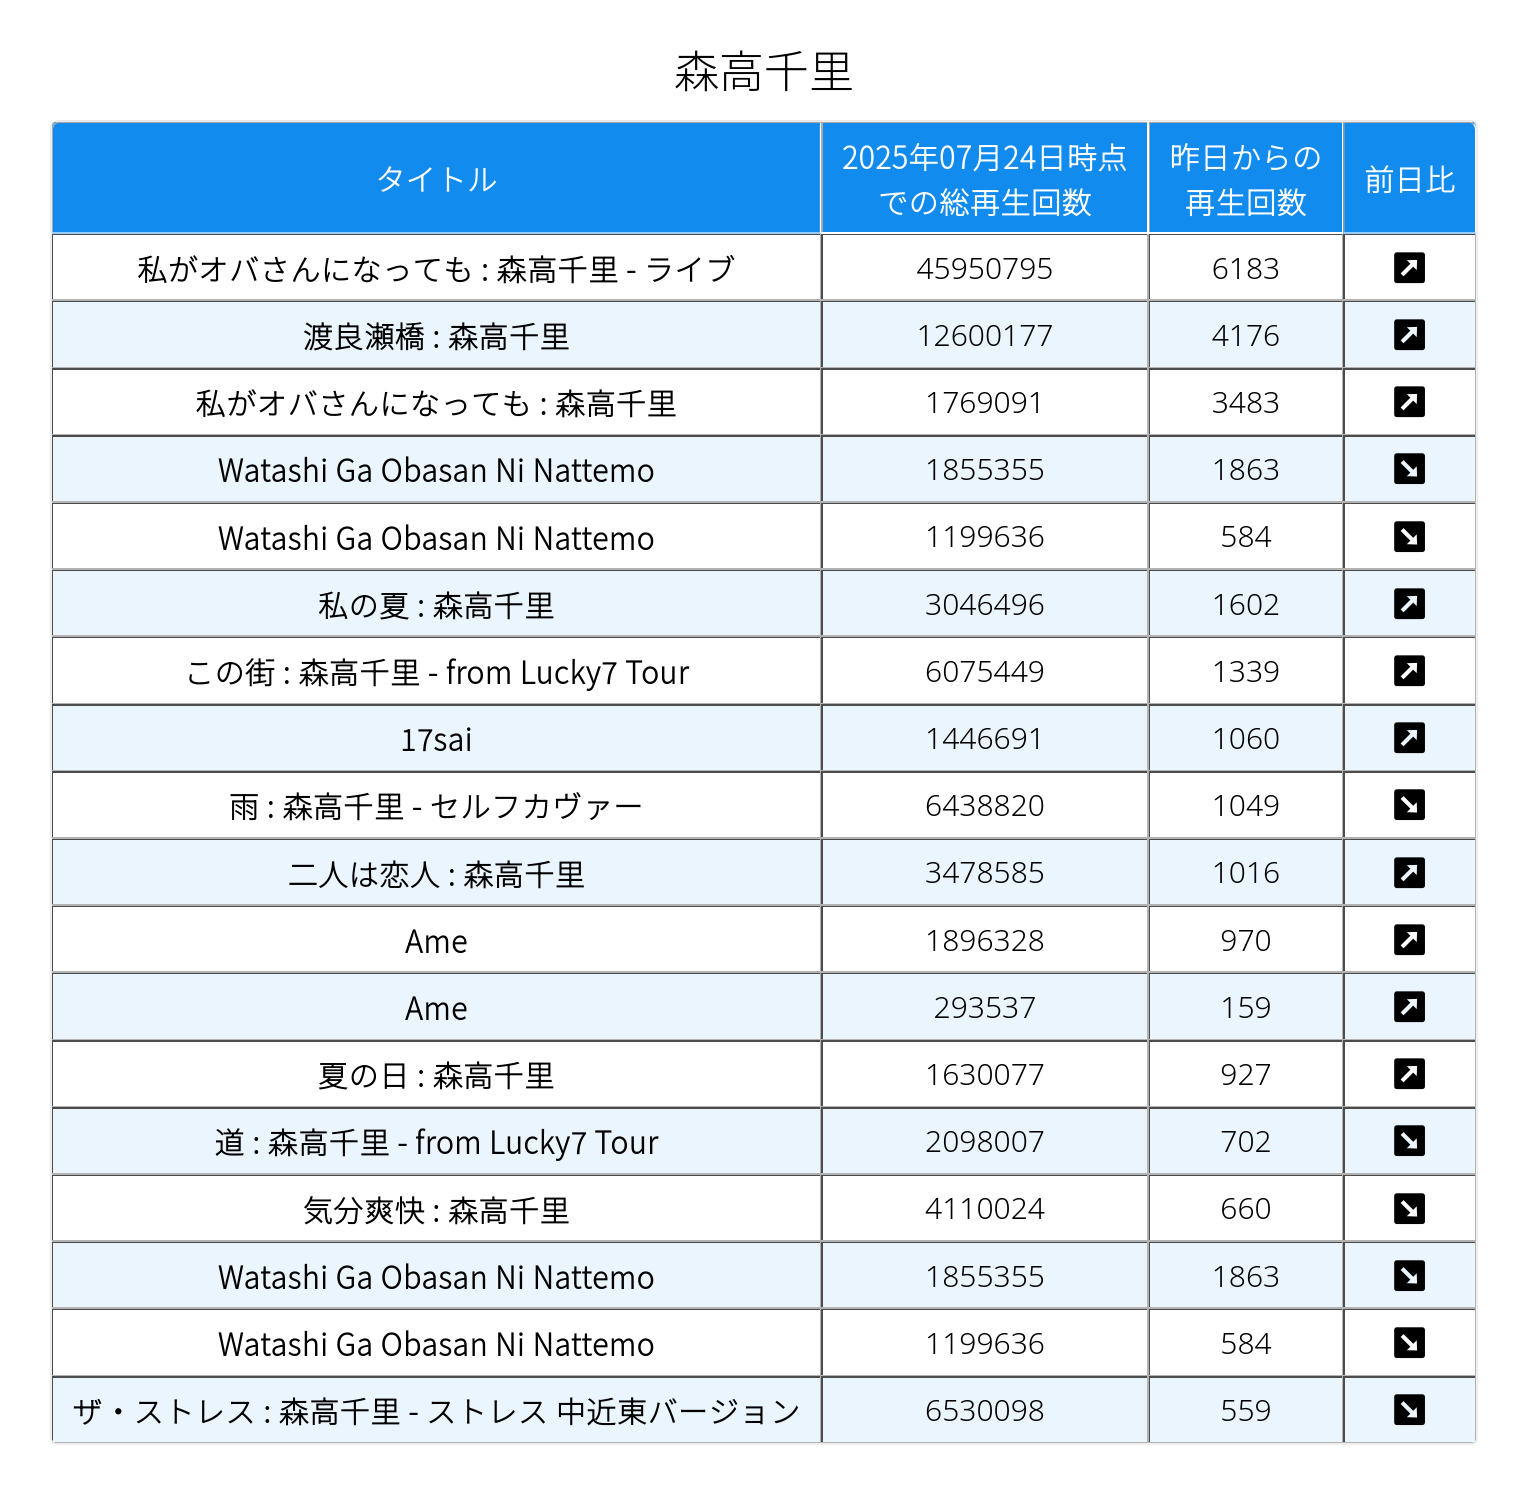 森高千里
タイトル
2025年07月24日時点
での総再生回数
昨日からの
再生回数
前日比
私がオバさんになっても : 森高千里 - ライブ 45950795 6183 ↗
渡良瀬橋 : 森高千里 12600177 4176 ↗
私がオバさんになっても : 森高千里 1769091 3483 ↗
Watashi Ga Obasan Ni Nattemo 1855355 1863 ↘
Watashi Ga Obasan Ni Nattemo 1199636 584 ↘
私の夏 : 森高千里 3046496 1602 ↗
この街 : 森高千里 - from Lucky7 Tour 6075449 1339 ↗
17sai 1446691 1060 ↗
雨 : 森高千里 - セルフカヴァー 6438820 1049 ↘
二人は恋人 : 森高千里 3478585 1016 ↗
Ame 1896328 970 ↗
Ame 293537 159 ↗
夏の日 : 森高千里 1630077 927 ↗
道 : 森高千里 - from Lucky7 Tour 2098007 702 ↘
気分爽快 : 森高千里 4110024 660 ↘
Watashi Ga Obasan Ni Nattemo 1855355 1863 ↘
Watashi Ga Obasan Ni Nattemo 1199636 584 ↘
ザ・ストレス : 森高千里 - ストレス 中近東バージョン 6530098 559 ↘